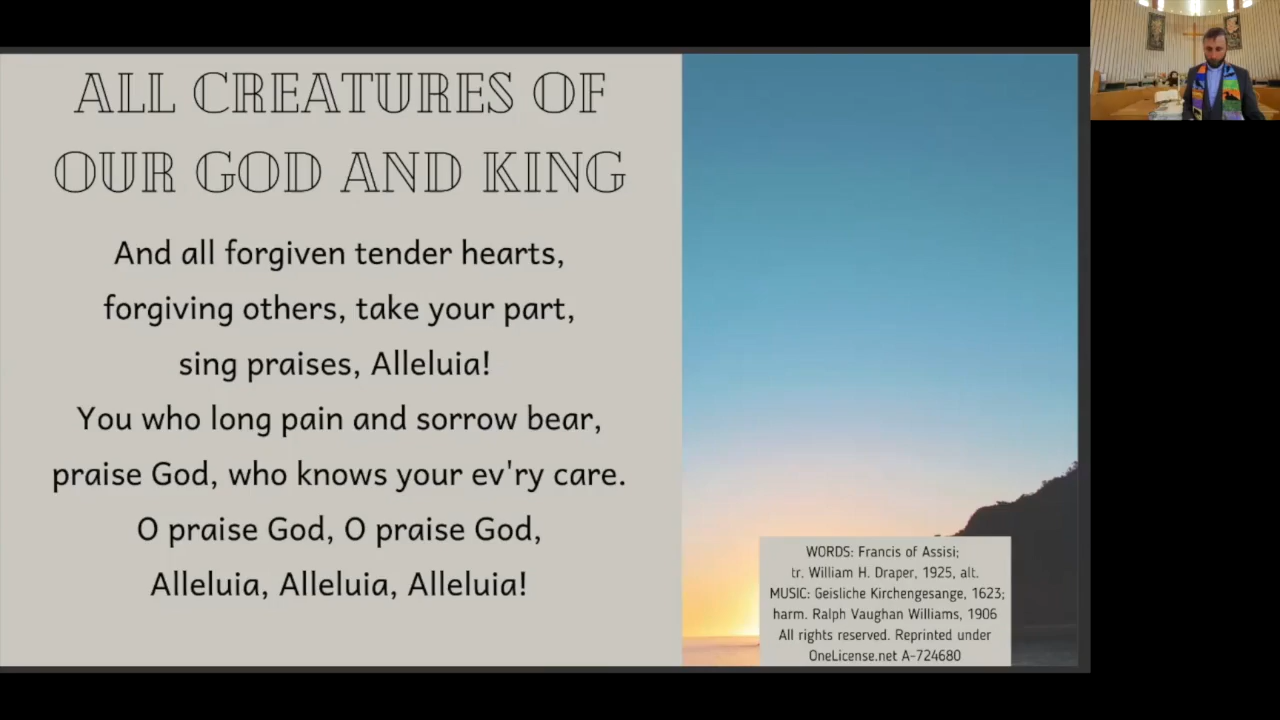 ALL CREATURES OF
OUR GOD AND KING
And all forgiven tender hearts,
forgiving others, take your part,
sing praises, Alleluia!
You who long pain and sorrow bear,
praise God, who knows your ev'ry care.
O praise God, O praise God,
Alleluia, Alleluia, Alleluia!
WORDS: Francis of Assisi;
tr. William H. Draper, 1925, alt.
MUSIC: Geisliche Kirchengesange, 1623;
harm. Ralph Vaughan Williams, 1906
All rights reserved. Reprinted under
OneLicense.net A-724680